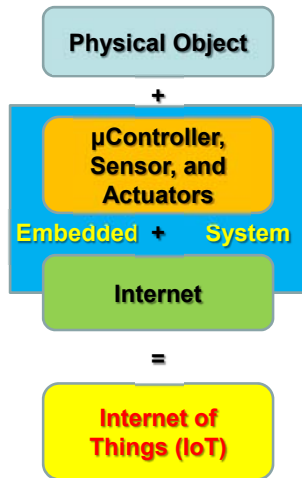 Physical Object
+
µController,
Sensor, and
Actuators
Embedded + System
Internet
=
Internet of
Things (IoT)